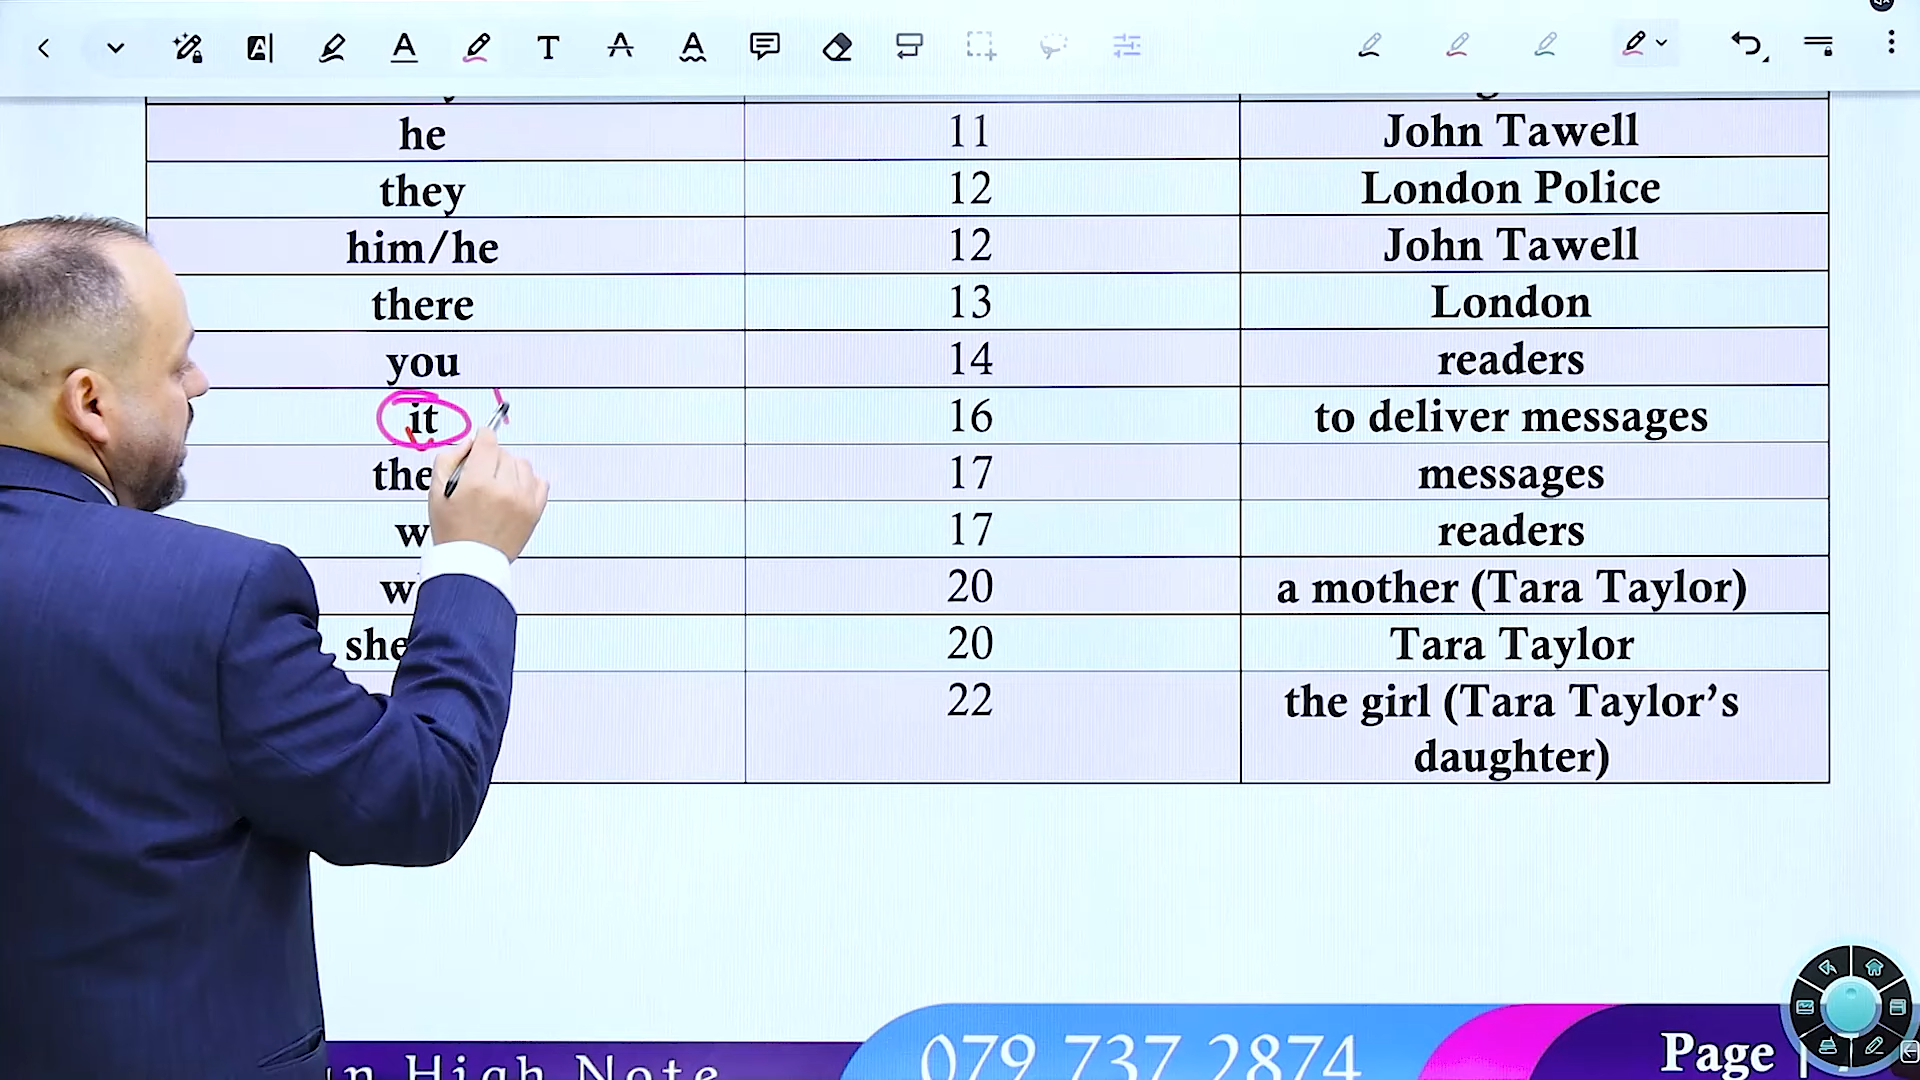 he 11 John Tawell
they 12 London Police
him/he 12 John Tawell
there 13 London
you 14 readers
it 16 to deliver messages
17 messages
17 readers
20 a mother (Tara Taylor)
she 20 Tara Taylor
22 the girl (Tara Taylor's
daughter)
High Note 079 737 2874 Page